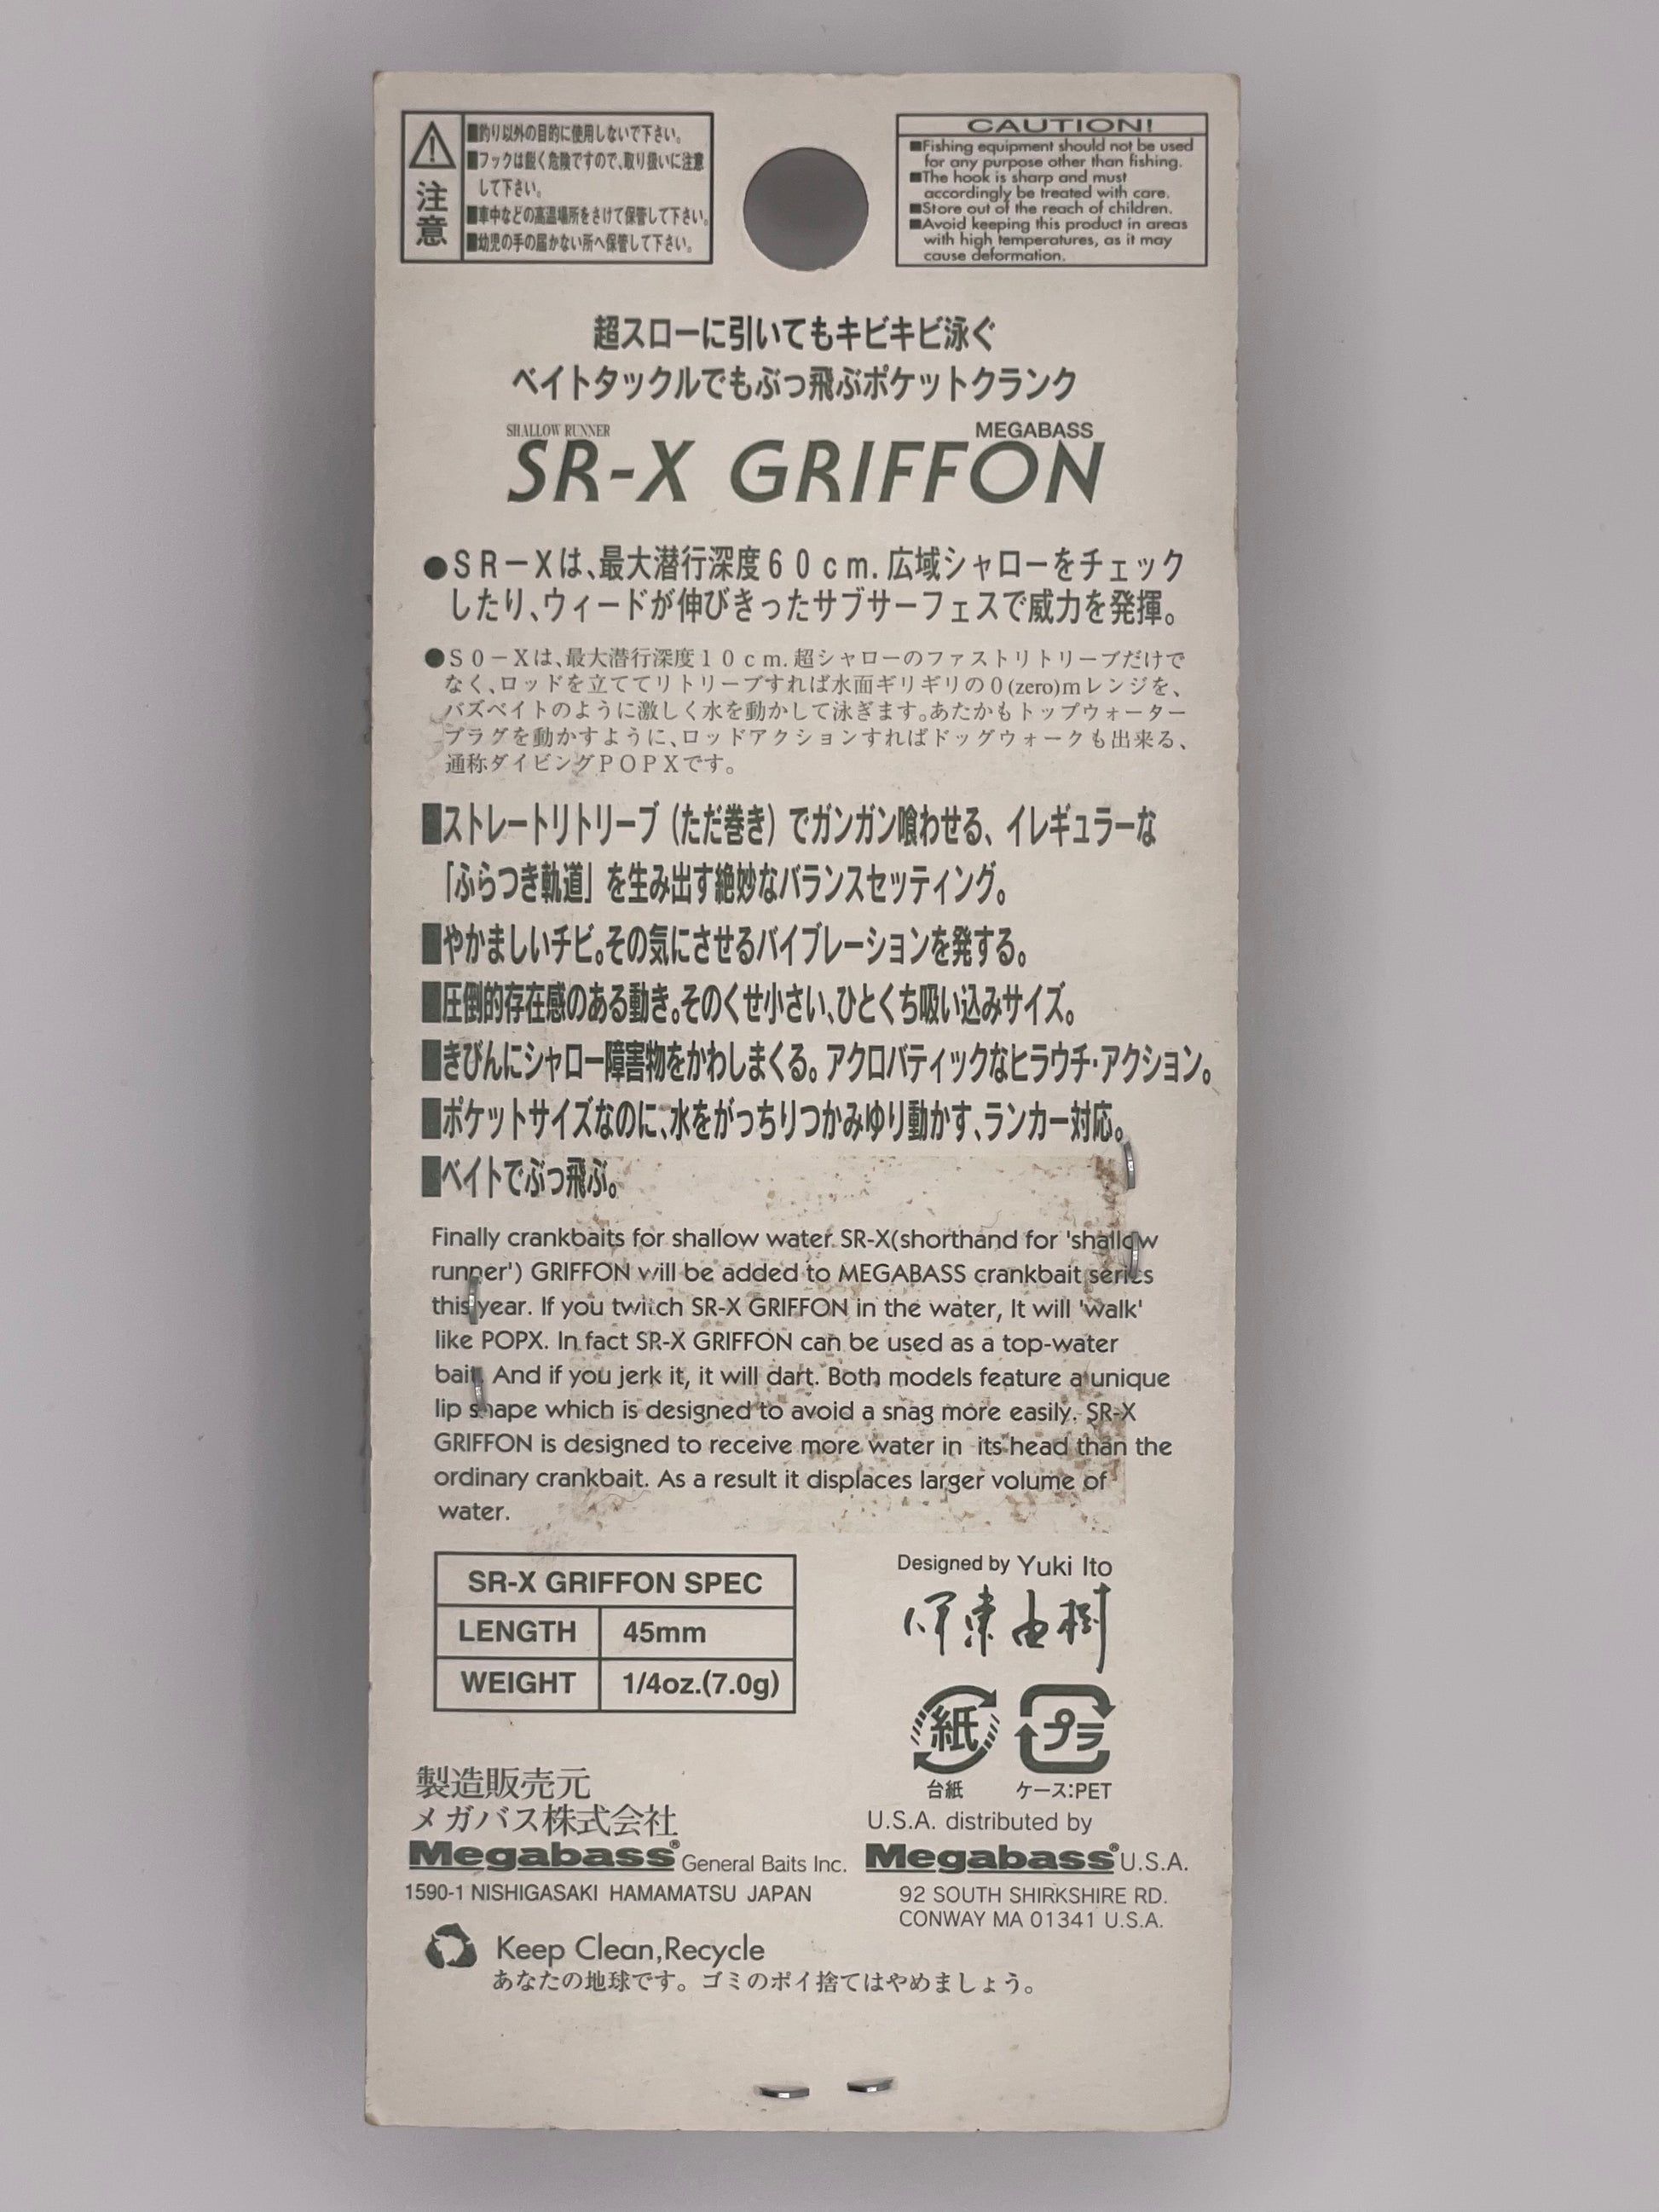 注意
■釣り以外の目的に使用しないで下さい。
■フックは鋭く危険ですので、取り扱いに注意
して下さい。
■車中などの高温場所をさけて保管して下さい。
■幼児の手の届かない所へ保管して下さい。
CAUTION!
■Fishing equipment should not be used
for any purpose other than fishing.
■The hook is sharp and must
accordingly be treated with care.
■Store out of the reach of children.
■Avoid keeping this product in areas
with high temperatures, as it may
cause deformation.
超スローに引いてもキビキビ泳ぐ
ベイトタックルでもぶっ飛ぶポケットクランク
SHALLOW RUNNER MEGABASS
SR-X GRIFFON
●SR－Xは、最大潜行深度60cm.広域シャローをチェック
したり、ウィードが伸びきったサブサーフェスで威力を発揮。
●S0－Xは、最大潜行深度10cm.超シャローのファストリトリーブだけで
なく、ロッドを立ててリトリーブすれば水面ギリギリの0(zero)mレンジを、
バズベイトのように激しく水を動かして泳ぎます。あたかもトップウォーター
プラグを動かすように、ロッドアクションすればドッグウォークも出来る、
通称ダイビングPOPXです。
■ストレートリトリーブ（ただ巻き）でガンガン喰わせる、イレギュラーな
「ふらつき軌道」を生み出す絶妙なバランスセッティング。
■やかましいチビ。その気にさせるバイブレーションを発する。
■圧倒的存在感のある動き。そのくせ小さい、ひとくち吸い込みサイズ。
■きびんにシャロー障害物をかわしまくる。アクロバティックなヒラウチ・アクション。
■ポケットサイズなのに、水をがっちりつかみゆり動かす、ランカー対応。
■ベイトでぶっ飛ぶ。
Finally crankbaits for shallow water. SR-X(shorthand for 'shallow
runner') GRIFFON will be added to MEGABASS crankbait series
this year. If you twitch SR-X GRIFFON in the water, It will 'walk'
like POPX. In fact SR-X GRIFFON can be used as a top-water
bait. And if you jerk it, it will dart. Both models feature a unique
lip shape which is designed to avoid a snag more easily. SR-X
GRIFFON is designed to receive more water in its head than the
ordinary crankbait. As a result it displaces larger volume of
water.
SR-X GRIFFON SPEC
LENGTH 45mm
WEIGHT 1/4oz.(7.0g)
Designed by Yuki Ito
伊東由樹
紙 プラ
台紙 ケース:PET
製造販売元
メガバス株式会社
Megabass® General Baits Inc.
1590-1 NISHIGASAKI HAMAMATSU JAPAN
U.S.A. distributed by
Megabass® U.S.A.
92 SOUTH SHIRKSHIRE RD.
CONWAY MA 01341 U.S.A.
Keep Clean,Recycle
あなたの地球です。ゴミのポイ捨てはやめましょう。